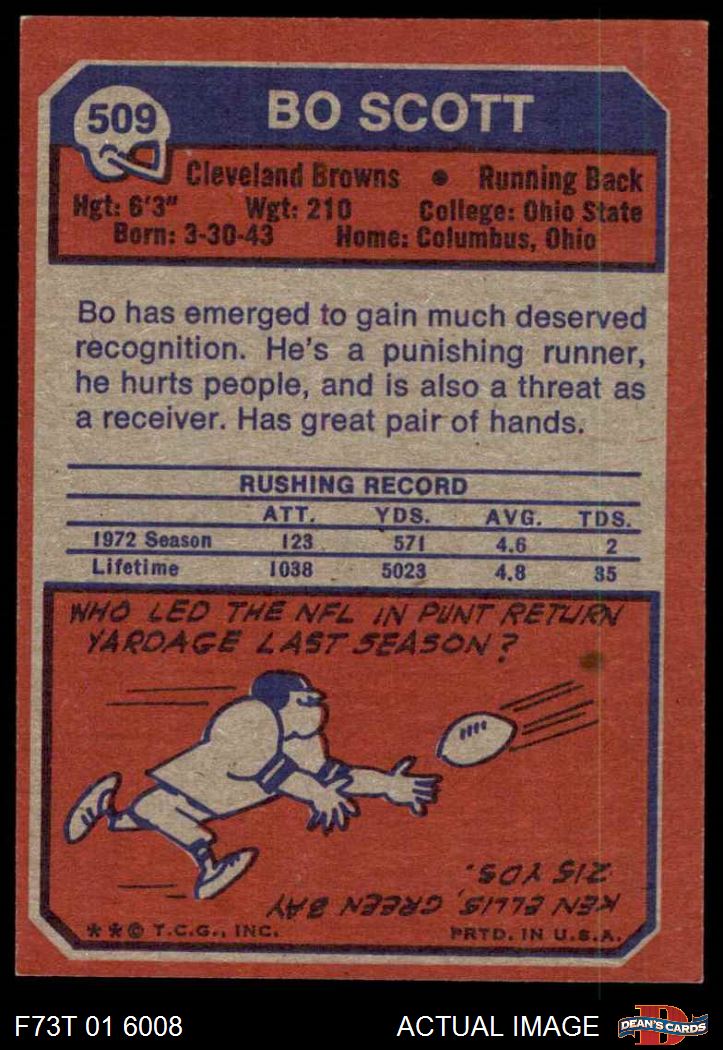 509
BO SCOTT
Cleveland Browns • Running Back
Hgt: 6'3" Wgt: 210 College: Ohio State
Born: 3-30-43 Home: Columbus, Ohio
Bo has emerged to gain much deserved
recognition. He's a punishing runner,
he hurts people, and is also a threat as
a receiver. Has great pair of hands.
RUSHING RECORD
ATT. YDS. AVG. TDS.
1972 Season 123 571 4.6 2
Lifetime 1038 5023 4.8 35
WHO LED THE NFL IN PUNT RETURN
YARDAGE LAST SEASON?
KEN ELLIS, GREEN BAY
215 YDS.
**© T.C.G., INC. PRTD. IN U.S.A.
F73T 01 6008 ACTUAL IMAGE
D
DEAN'S CARDS